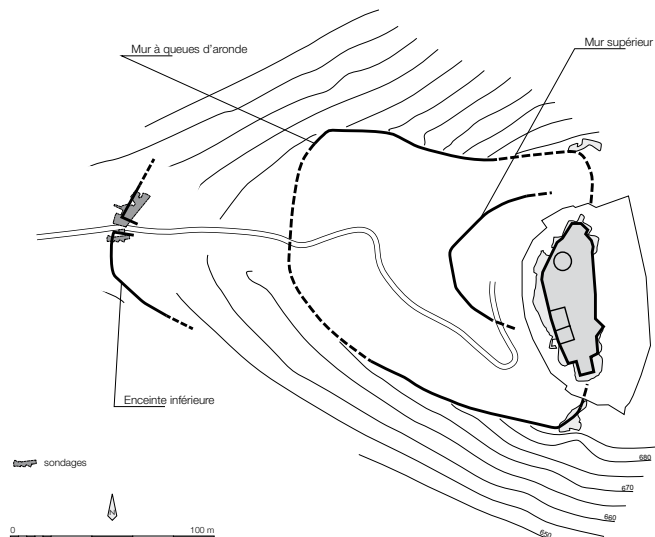 Mur à queues d'aronde
Mur supérieur
Enceinte inférieure
sondages
680
670
660
650
N
0
100 m